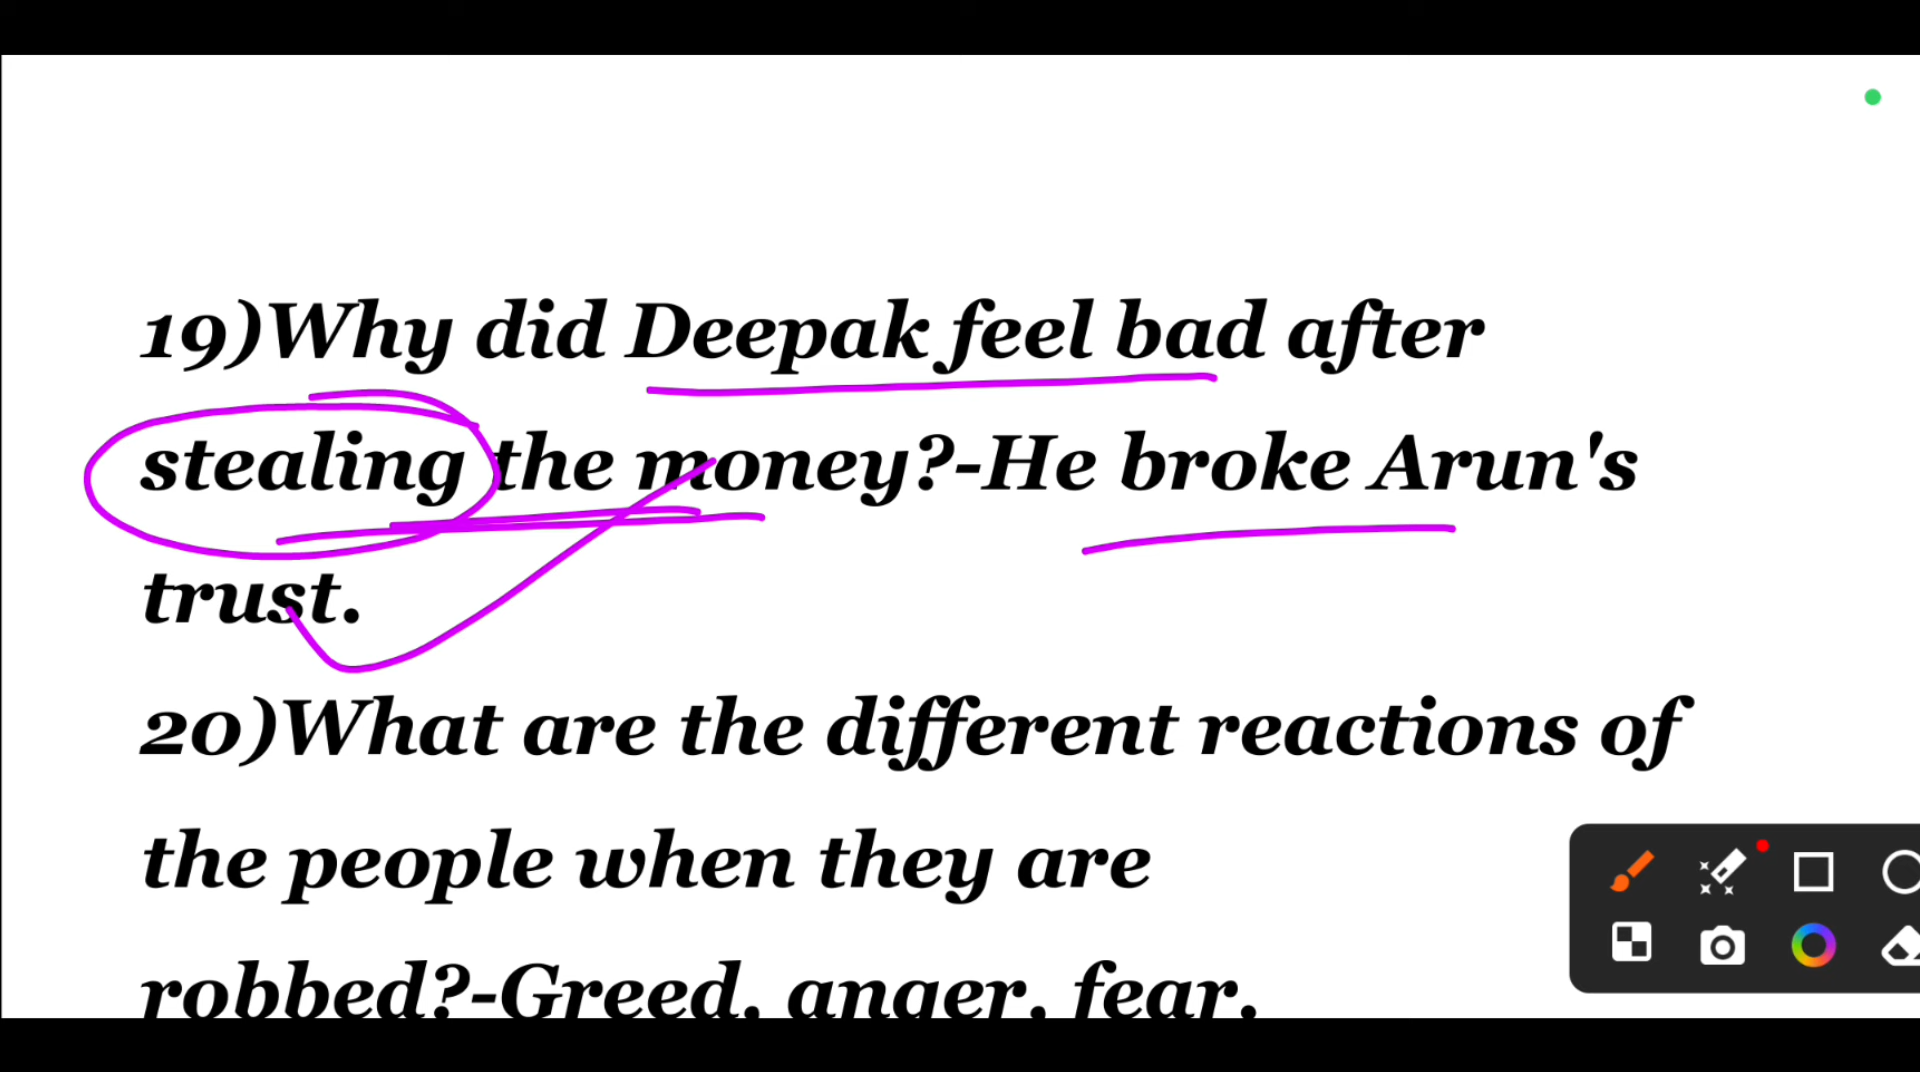 19)Why did Deepak feel bad after
stealing the money?-He broke Arun's
trust.
20)What are the different reactions of
the people when they are
robbed?-Greed, anger, fear,